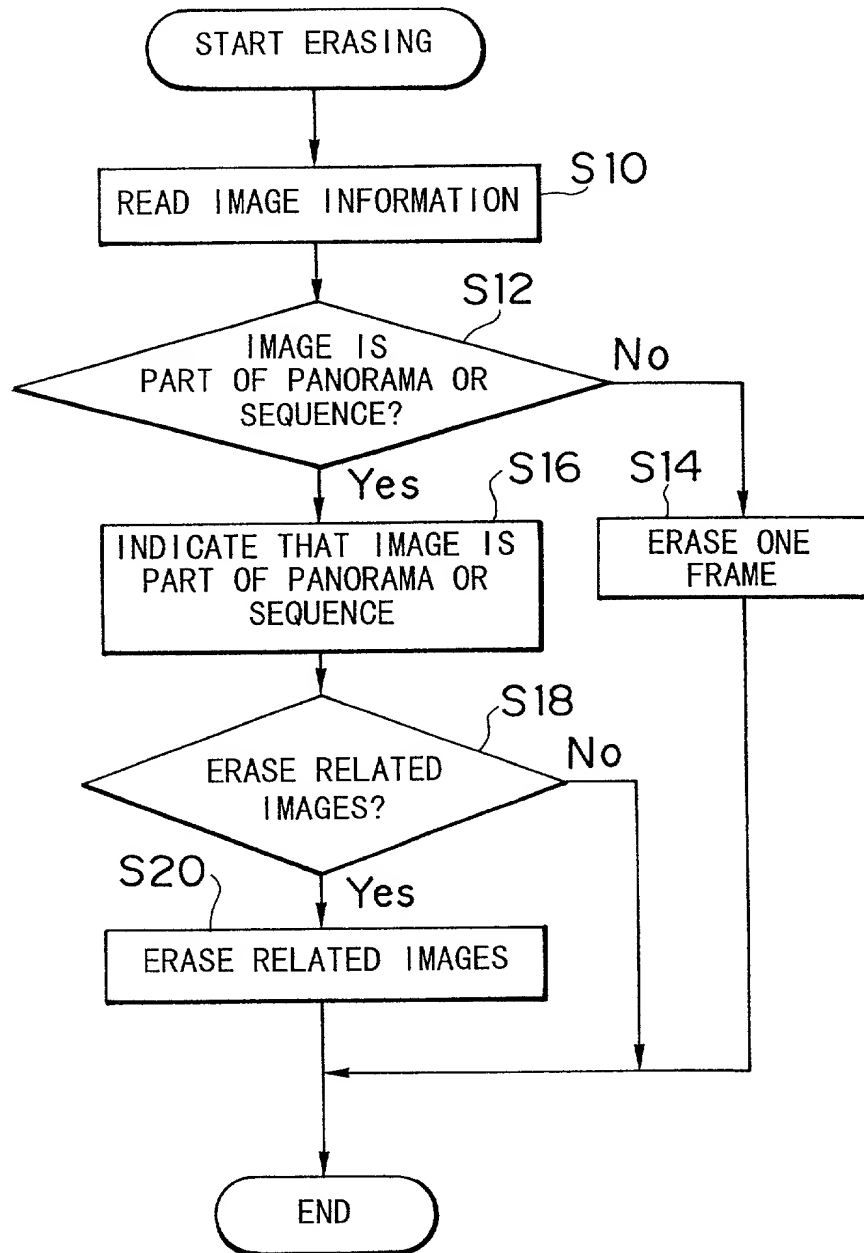 START ERASING
S10
READ IMAGE INFORMATION
S12
IMAGE IS
PART OF PANORAMA OR
SEQUENCE?
No
Yes
S16
S14
INDICATE THAT IMAGE IS
PART OF PANORAMA OR
SEQUENCE
ERASE ONE
FRAME
S18
ERASE RELATED
IMAGES?
No
Yes
S20
ERASE RELATED IMAGES
END